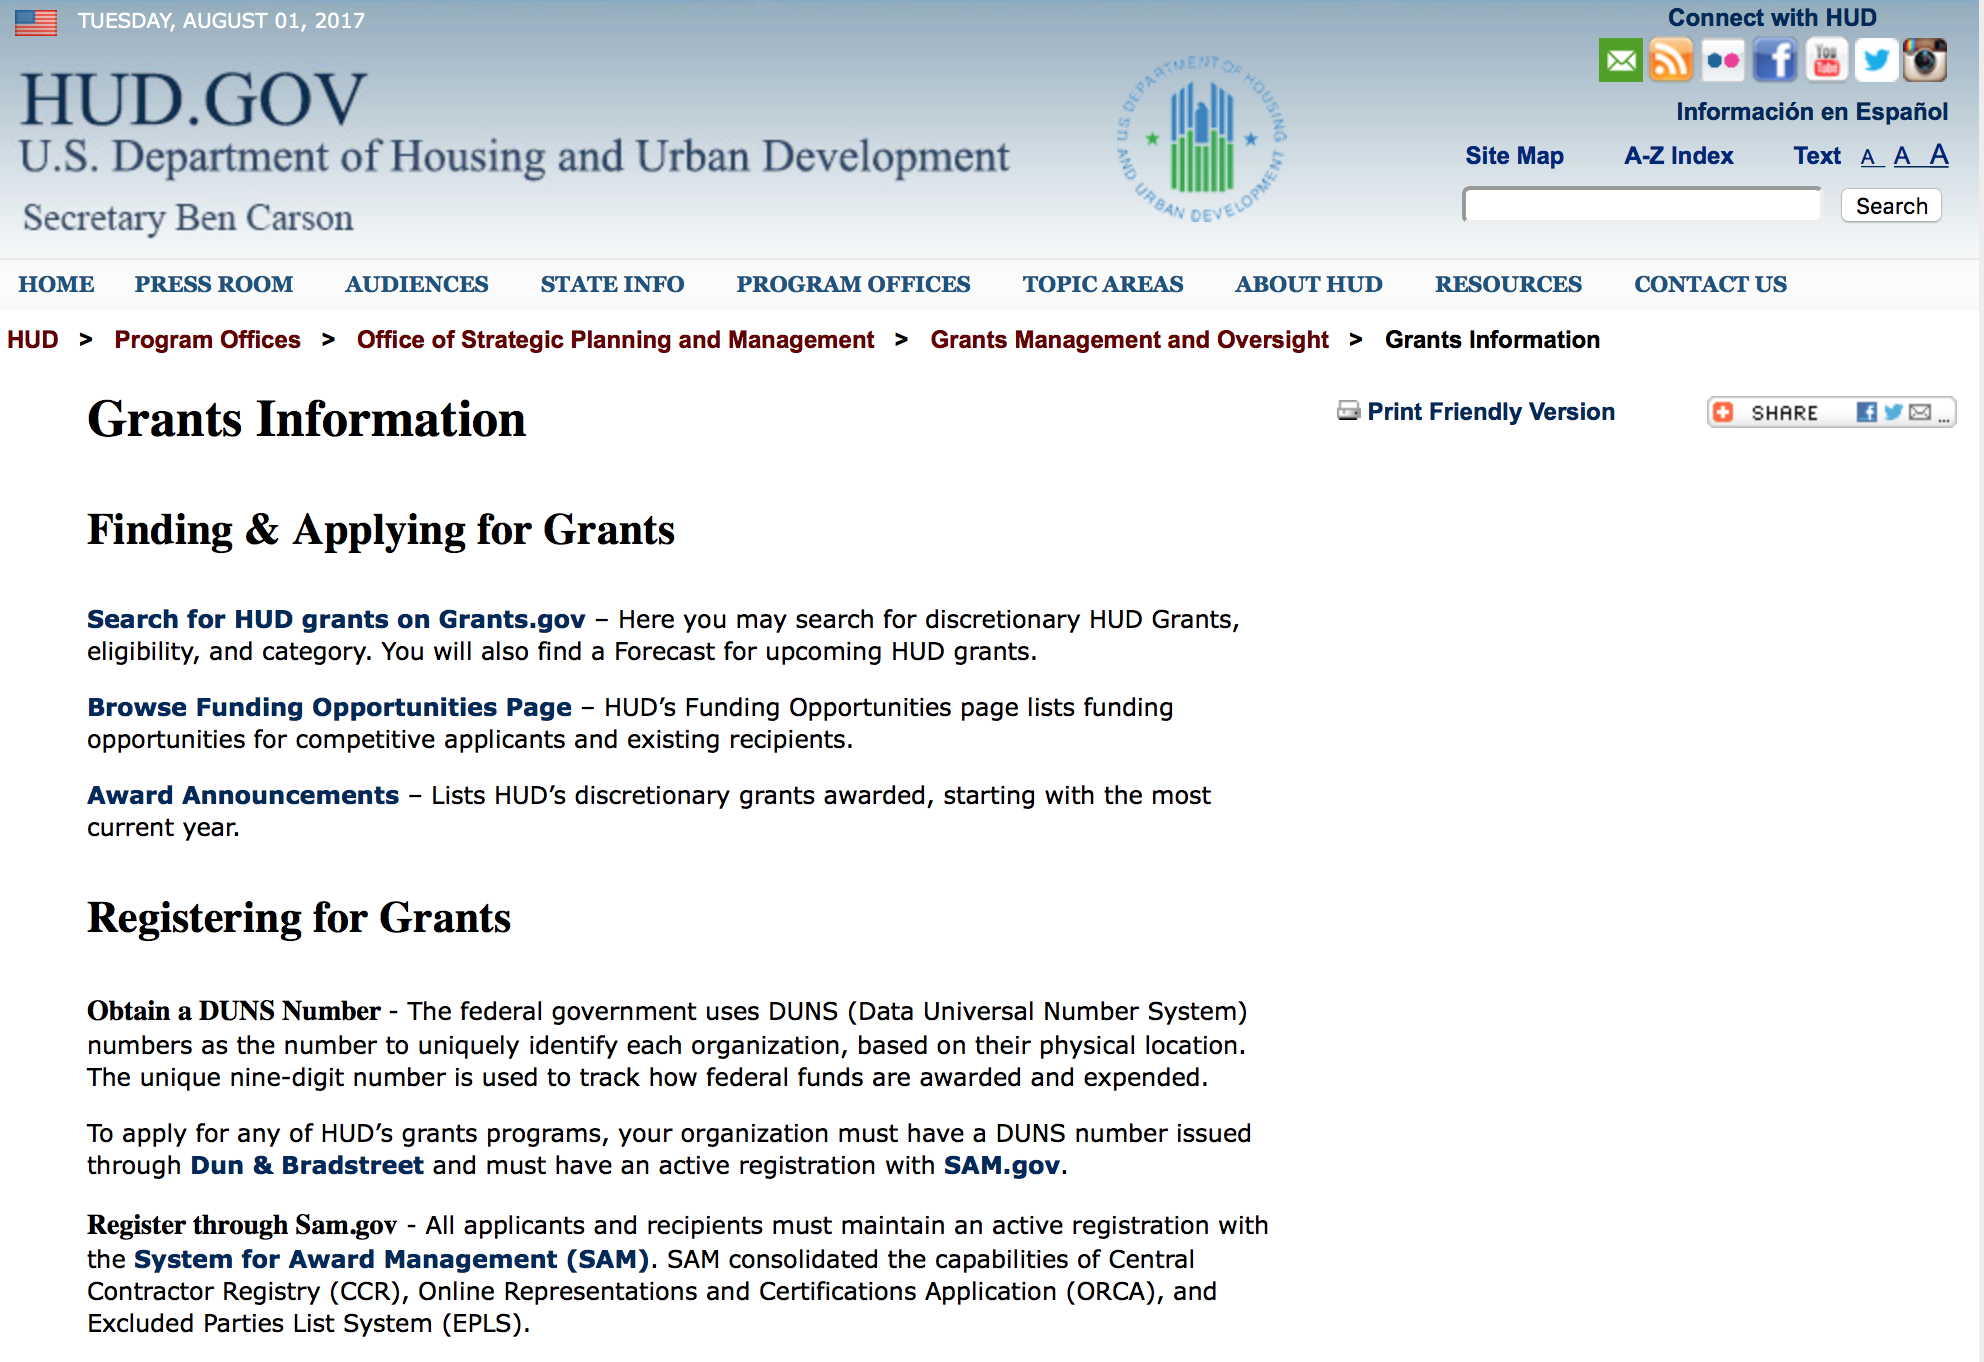 TUESDAY, AUGUST 01, 2017
Connect with HUD
You Tube
HUD.GOV
U.S. Department of Housing and Urban Development
Secretary Ben Carson
U.S. DEPARTMENT OF HOUSING AND URBAN DEVELOPMENT
Información en Español
Site Map A-Z Index Text A A A
Search
HOME PRESS ROOM AUDIENCES STATE INFO PROGRAM OFFICES TOPIC AREAS ABOUT HUD RESOURCES CONTACT US
HUD > Program Offices > Office of Strategic Planning and Management > Grants Management and Oversight > Grants Information
Grants Information
Print Friendly Version
SHARE ...
Finding & Applying for Grants
Search for HUD grants on Grants.gov – Here you may search for discretionary HUD Grants,
eligibility, and category. You will also find a Forecast for upcoming HUD grants.
Browse Funding Opportunities Page – HUD’s Funding Opportunities page lists funding
opportunities for competitive applicants and existing recipients.
Award Announcements – Lists HUD’s discretionary grants awarded, starting with the most
current year.
Registering for Grants
Obtain a DUNS Number - The federal government uses DUNS (Data Universal Number System)
numbers as the number to uniquely identify each organization, based on their physical location.
The unique nine-digit number is used to track how federal funds are awarded and expended.
To apply for any of HUD’s grants programs, your organization must have a DUNS number issued
through Dun & Bradstreet and must have an active registration with SAM.gov.
Register through Sam.gov - All applicants and recipients must maintain an active registration with
the System for Award Management (SAM). SAM consolidated the capabilities of Central
Contractor Registry (CCR), Online Representations and Certifications Application (ORCA), and
Excluded Parties List System (EPLS).